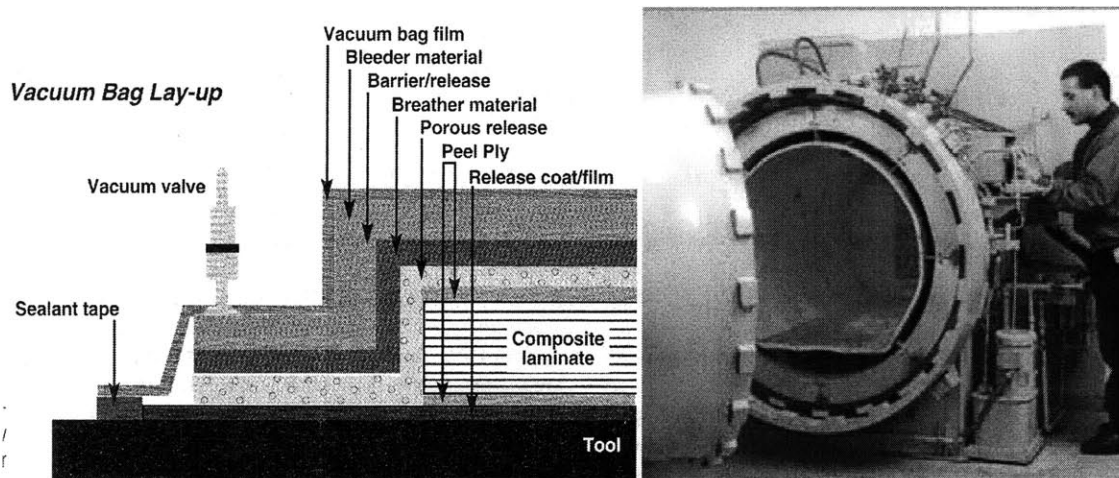 Vacuum bag film
Bleeder material
Vacuum Bag Lay-up
Barrier/release
Breather material
Porous release
Peel Ply
Vacuum valve
Release coat/film
Sealant tape
Composite
laminate
Tool